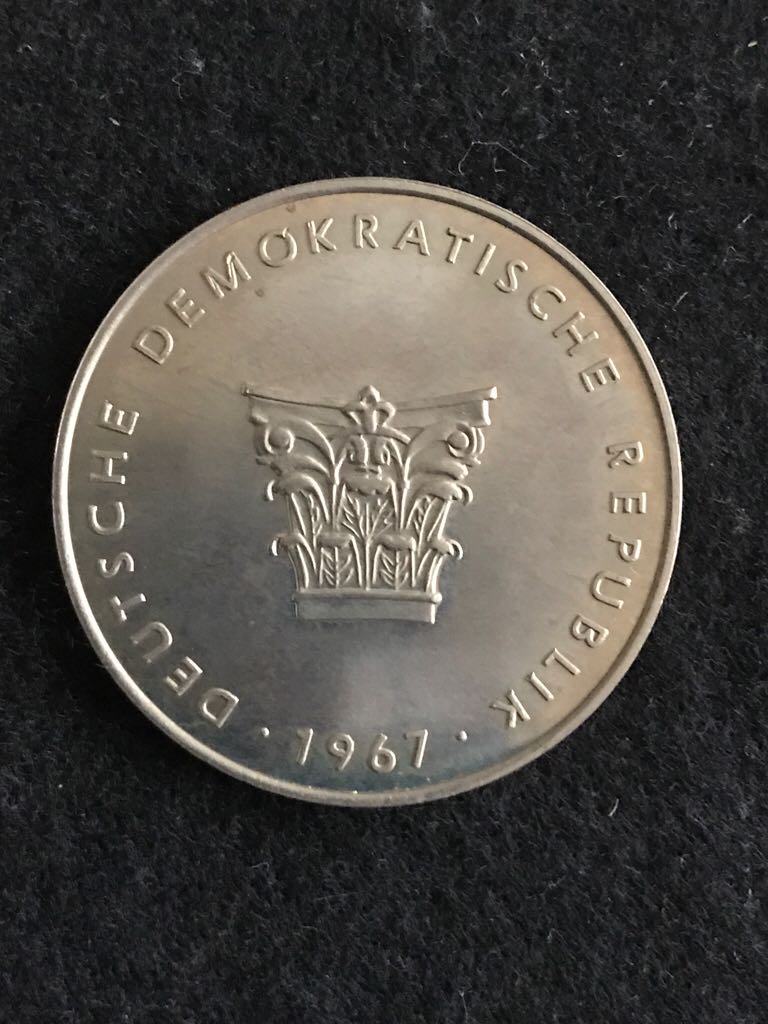 DEUTSCHE DEMOKRATISCHE REPUBLIK
· 1967 ·